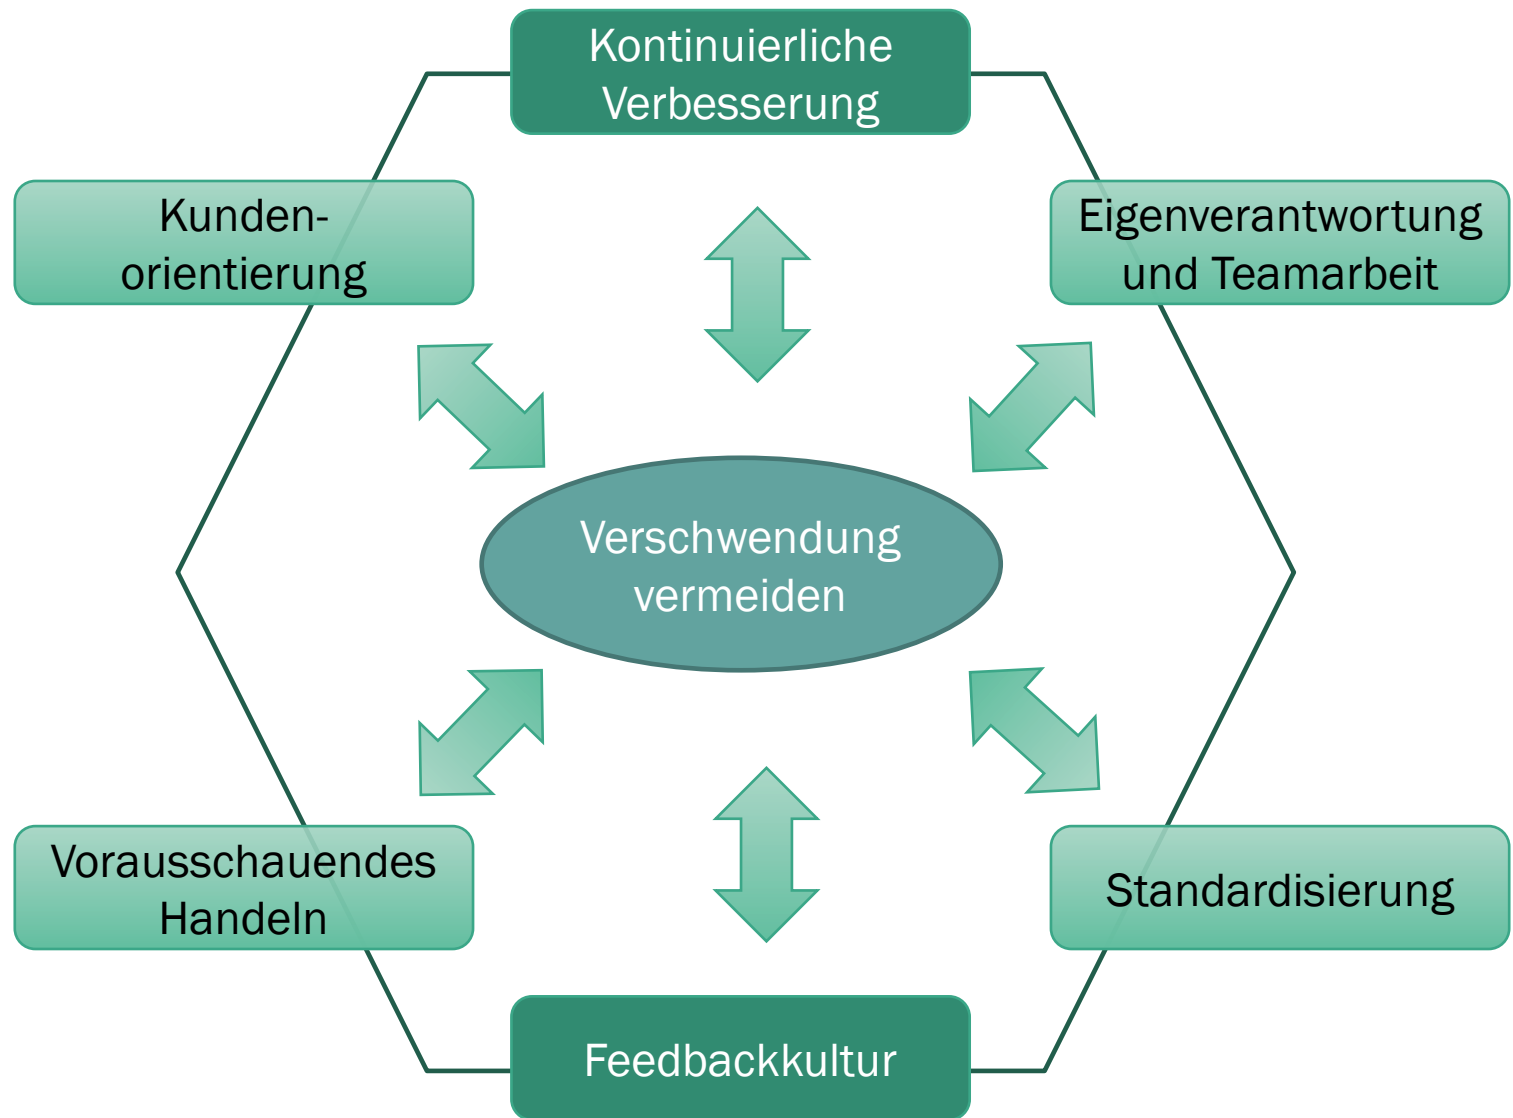 Kontinuierliche
Verbesserung
Kunden-
orientierung
Eigenverantwortung
und Teamarbeit
Verschwendung
vermeiden
Vorausschauendes
Handeln
Standardisierung
Feedbackkultur